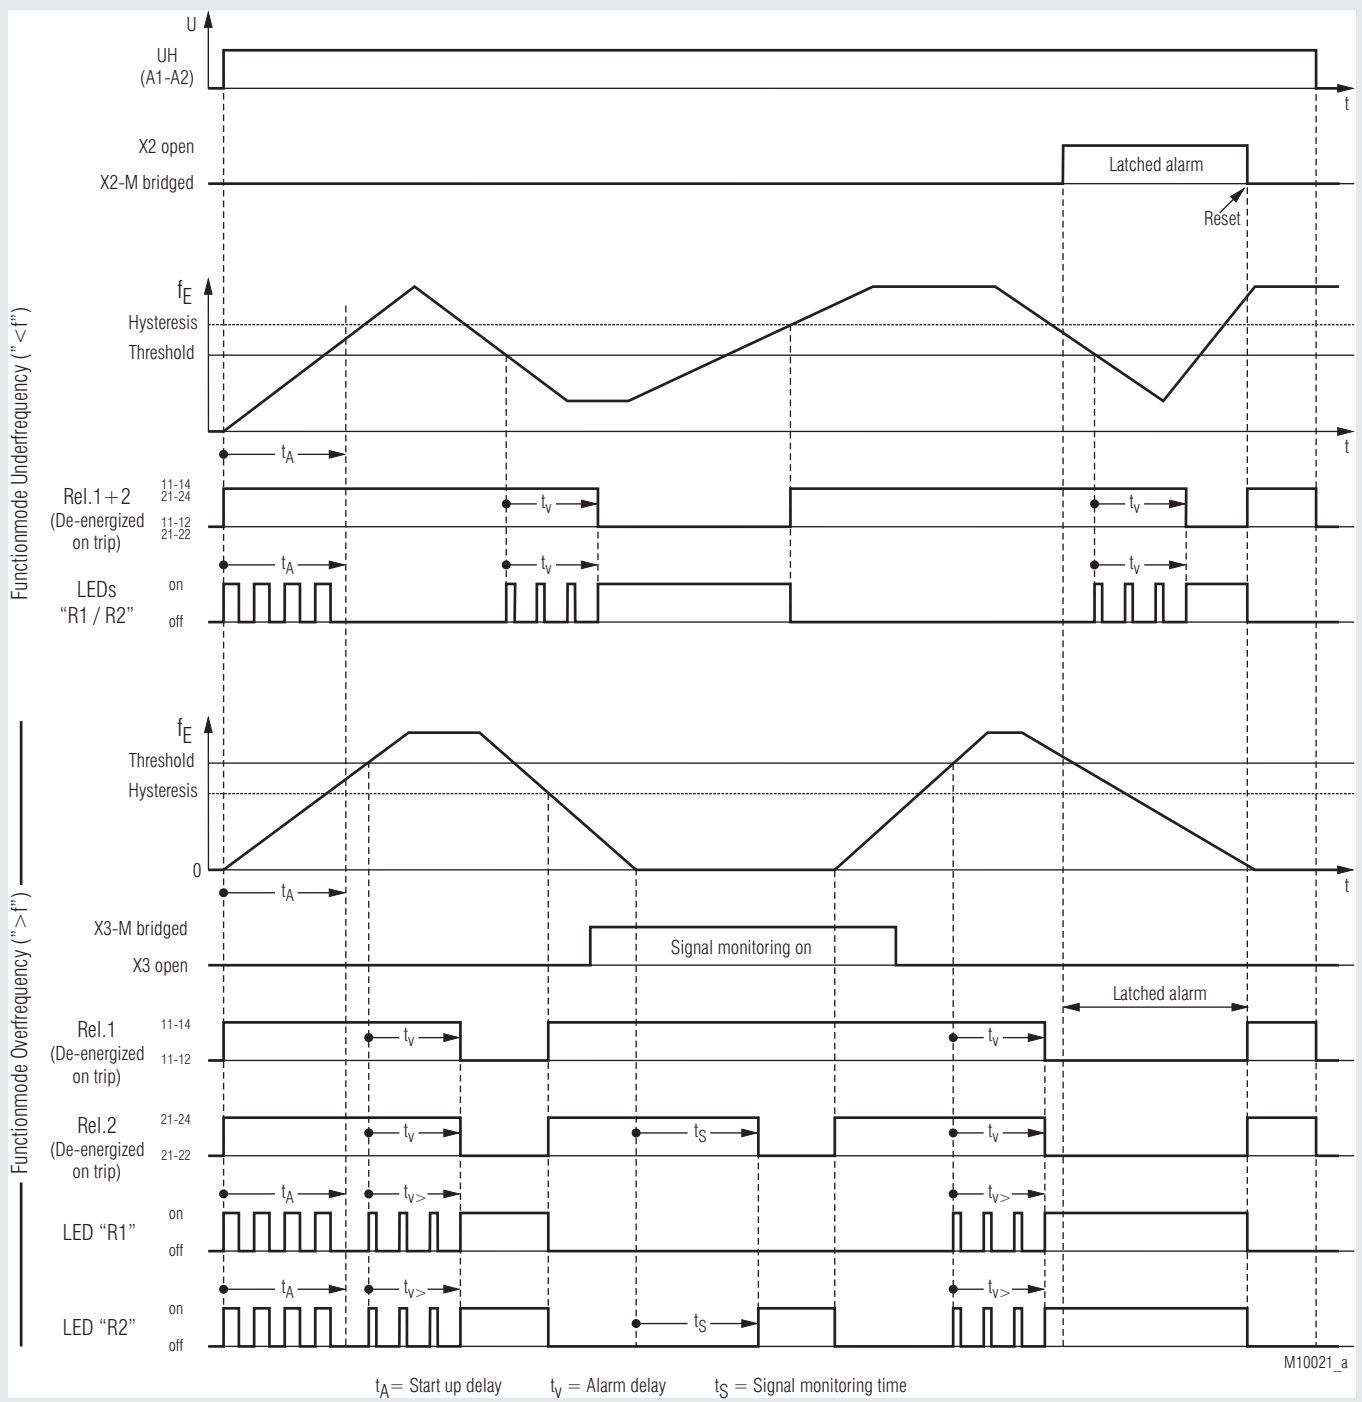 U
UH
(A1-A2)
t
X2 open
Latched alarm
X2-M bridged
Reset
Functionmode Underfrequency ("<f")
fE
Hysteresis
Threshold
t
tA
Rel.1+2
(De-energized
on trip)
11-14
21-24
11-12
21-22
tv
tv
tA
tv
tv
LEDs
"R1 / R2"
on
off
Functionmode Overfrequency (">f")
fE
Threshold
Hysteresis
0
t
tA
X3-M bridged
Signal monitoring on
X3 open
Latched alarm
Rel.1
(De-energized
on trip)
11-14
11-12
tv
tv
Rel.2
(De-energized
on trip)
21-24
21-22
tv
tS
tv
tA
tv>
tv>
LED “R1”
on
off
tA
tv>
tv>
LED “R2”
on
off
tS
M10021_a
tA= Start up delay
tv = Alarm delay
tS = Signal monitoring time